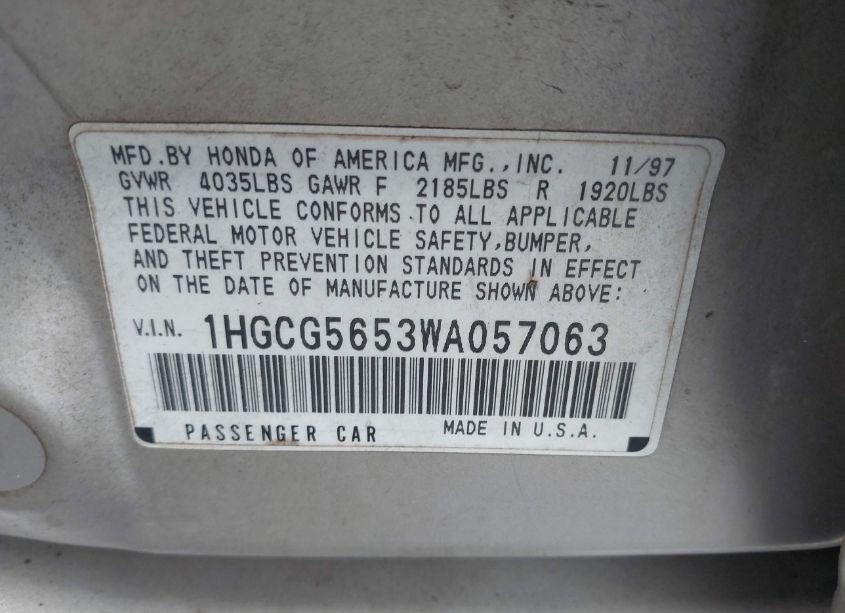 MFD.BY HONDA OF AMERICA MFG.,INC. 11/97
GVWR 4035LBS GAWR F 2185LBS R 1920LBS
THIS VEHICLE CONFORMS TO ALL APPLICABLE
FEDERAL MOTOR VEHICLE SAFETY,BUMPER,
AND THEFT PREVENTION STANDARDS IN EFFECT
ON THE DATE OF MANUFACTURE SHOWN ABOVE:
V.I.N. 1HGCG5653WA057063
PASSENGER CAR MADE IN U.S.A.